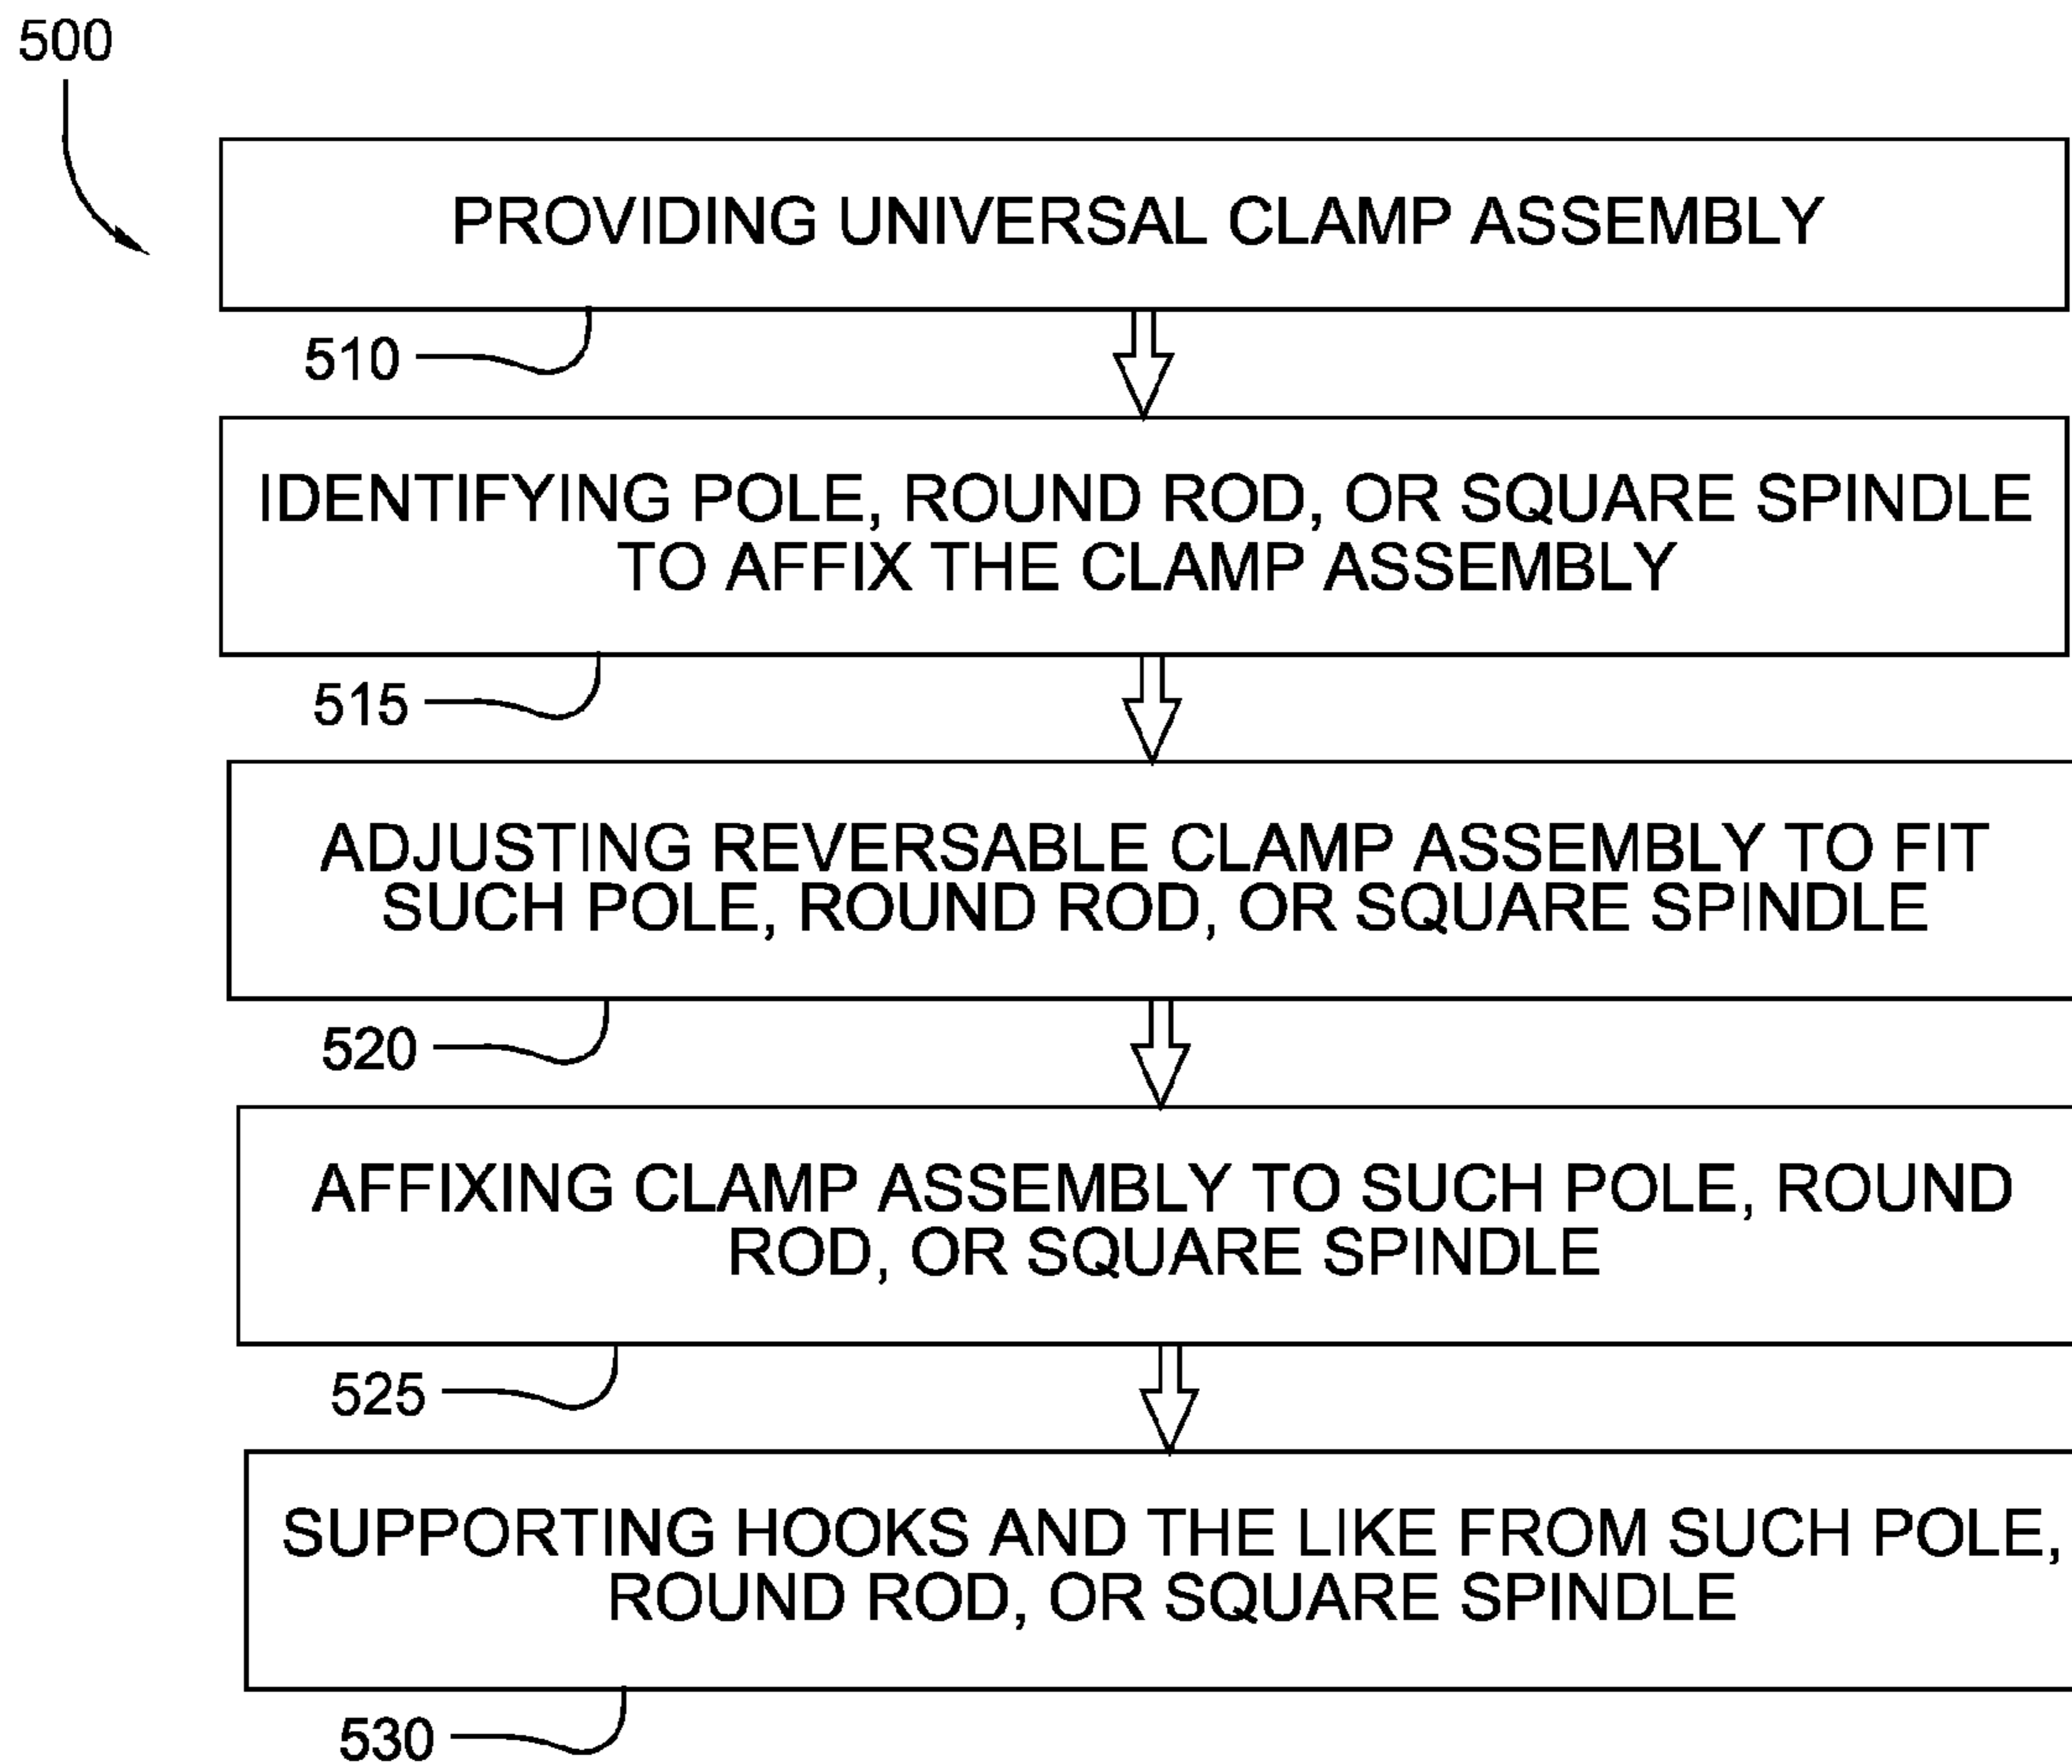 500
PROVIDING UNIVERSAL CLAMP ASSEMBLY
510
IDENTIFYING POLE, ROUND ROD, OR SQUARE SPINDLE
TO AFFIX THE CLAMP ASSEMBLY
515
ADJUSTING REVERSABLE CLAMP ASSEMBLY TO FIT
SUCH POLE, ROUND ROD, OR SQUARE SPINDLE
520
AFFIXING CLAMP ASSEMBLY TO SUCH POLE, ROUND
ROD, OR SQUARE SPINDLE
525
SUPPORTING HOOKS AND THE LIKE FROM SUCH POLE,
ROUND ROD, OR SQUARE SPINDLE
530